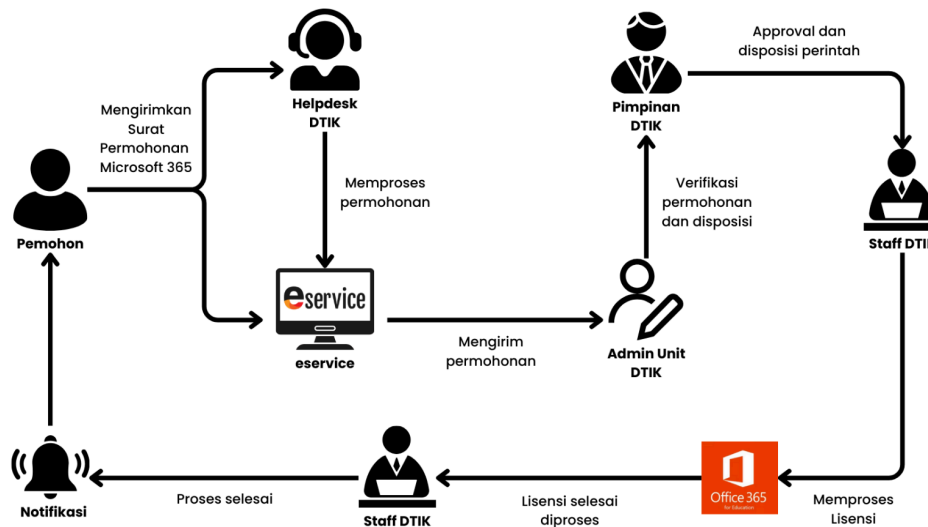 Mengirimkan
Surat
Permohonan
Microsoft 365
Pemohon
Helpdesk
DTIK
Memproses
permohonan
eservice
eservice
Mengirim
permohonan
Admin Unit
DTIK
Verifikasi
permohonan
dan disposisi
Pimpinan
DTIK
Approval dan
disposisi perintah
Staff DTIK
Memproses
Lisensi
Office 365
for Education
Lisensi selesai
diproses
Staff DTIK
Proses selesai
Notifikasi